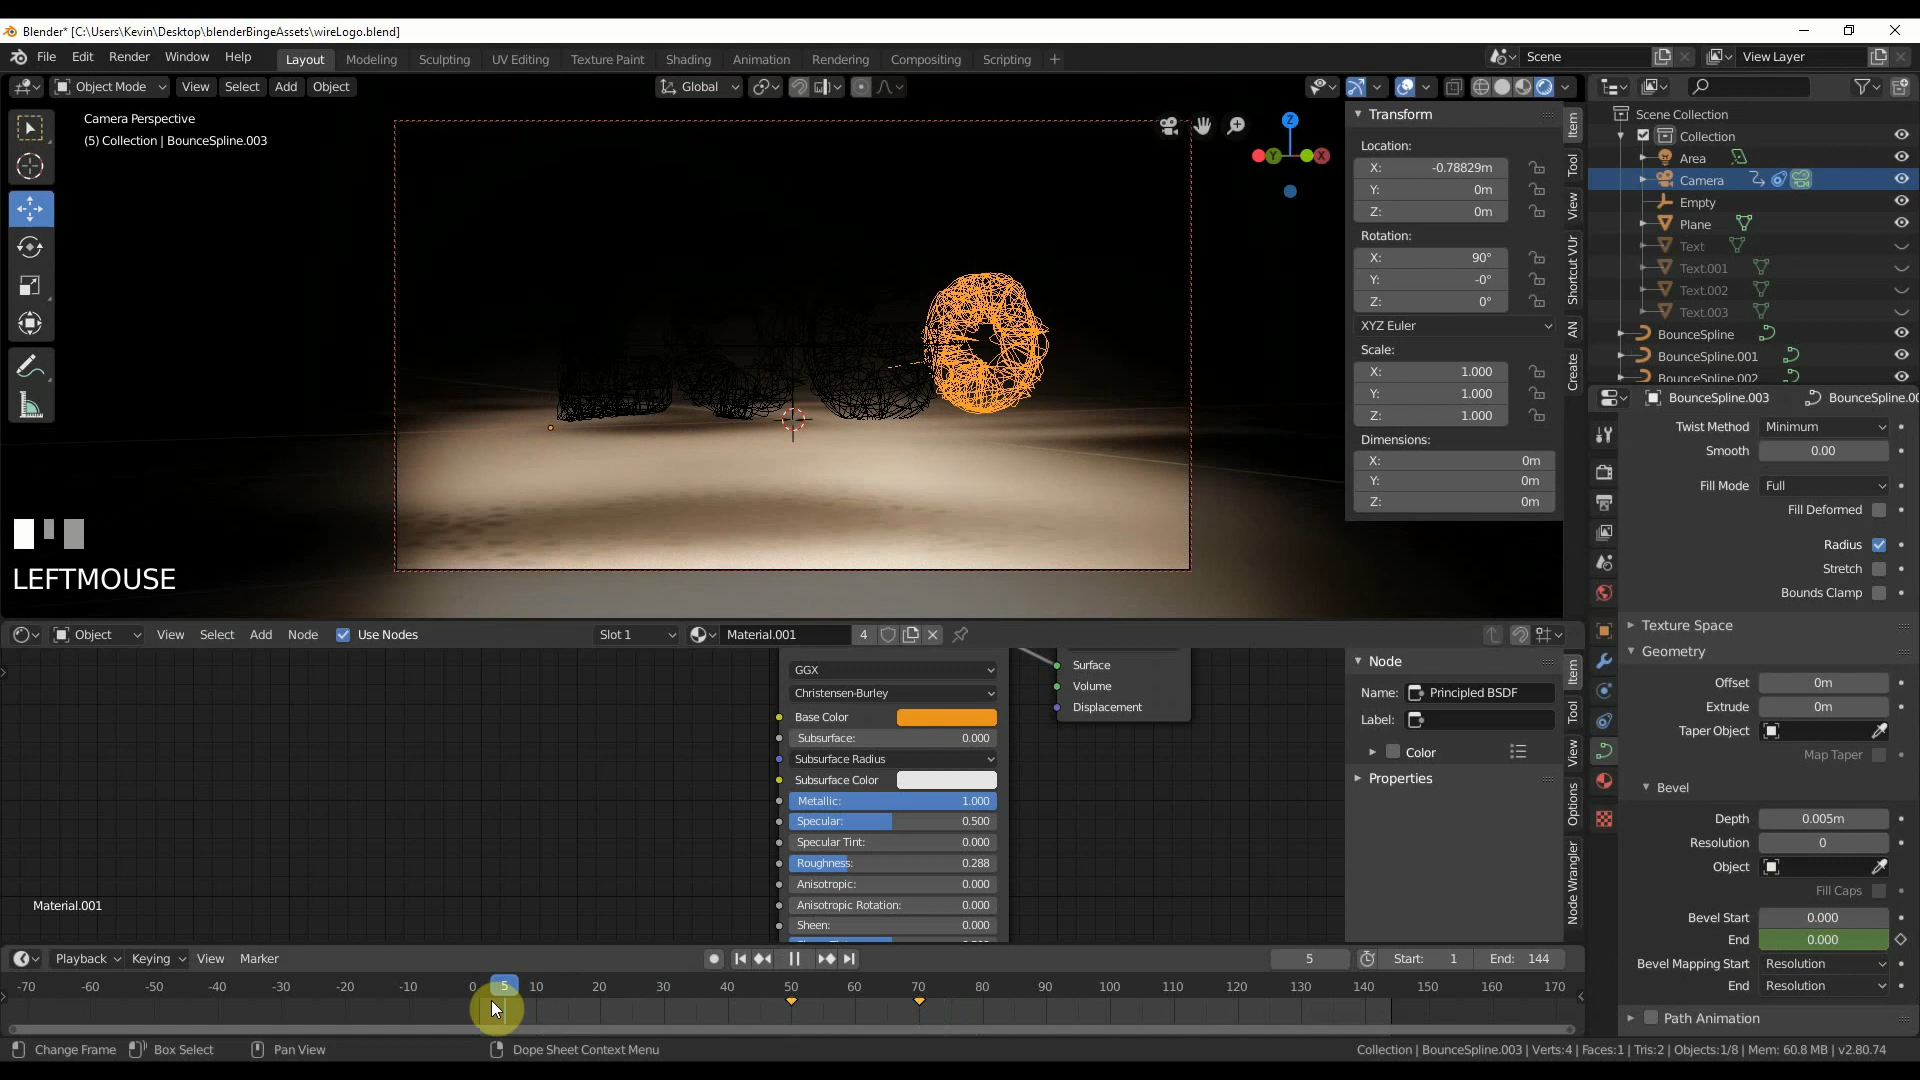 Blender* [C:\Users\Kevin\Desktop\blenderBingeAssets\wireLogo.blend]
File Edit Render Window Help Layout Modeling Sculpting UV Editing Texture Paint Shading Animation Rendering Compositing Scripting + Scene View Layer
Object Mode View Select Add Object Global
Camera Perspective
(5) Collection | BounceSpline.003
LEFTMOUSE
Z
Y
X
Transform
Location:
X: -0.78829m
Y: 0m
Z: 0m
Rotation:
X: 90°
Y: -0°
Z: 0°
XYZ Euler
Scale:
X: 1.000
Y: 1.000
Z: 1.000
Dimensions:
X: 0m
Y: 0m
Z: 0m
Item
Tool
View
Shortcut VUr
AN
Create
Scene Collection
Collection
Area
Camera
Empty
Plane
Text
Text.001
Text.002
Text.003
BounceSpline
BounceSpline.001
BounceSpline.002
BounceSpline.003 BounceSpline.00
Twist Method Minimum
Smooth 0.00
Fill Mode Full
Fill Deformed
Radius
Stretch
Bounds Clamp
Texture Space
Geometry
Offset 0m
Extrude 0m
Taper Object
Map Taper
Bevel
Depth 0.005m
Resolution 0
Object
Fill Caps
Bevel Start 0.000
End 0.000
Bevel Mapping Start Resolution
End Resolution
Path Animation
Object View Select Add Node Use Nodes Slot 1 Material.001 4
GGX
Christensen-Burley
Base Color
Subsurface: 0.000
Subsurface Radius
Subsurface Color
Metallic: 1.000
Specular: 0.500
Specular Tint: 0.000
Roughness: 0.288
Anisotropic: 0.000
Anisotropic Rotation: 0.000
Sheen: 0.000
Surface
Volume
Displacement
Material.001
Node
Name: Principled BSDF
Label:
Color
Properties
Item
Tool
View
Options
Node Wrangler
Playback Keying View Marker 5 Start: 1 End: 144
-70 -60 -50 -40 -30 -20 -10 0 5 10 20 30 40 50 60 70 80 90 100 110 120 130 140 150 160 170
Change Frame Box Select Pan View Dope Sheet Context Menu Collection | BounceSpline.003 | Verts:4 | Faces:1 | Tris:2 | Objects:1/8 | Mem: 60.8 MB | v2.80.74